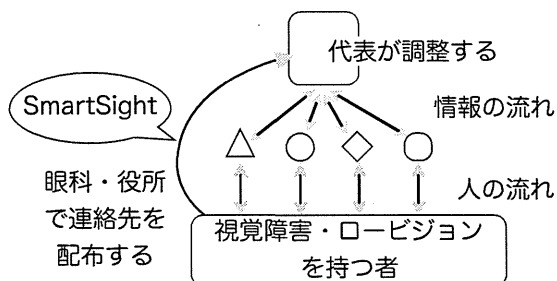 代表が調整する
SmartSight
情報の流れ
眼科・役所
で連絡先を
配布する
人の流れ
視覚障害・ロービジョン
を持つ者